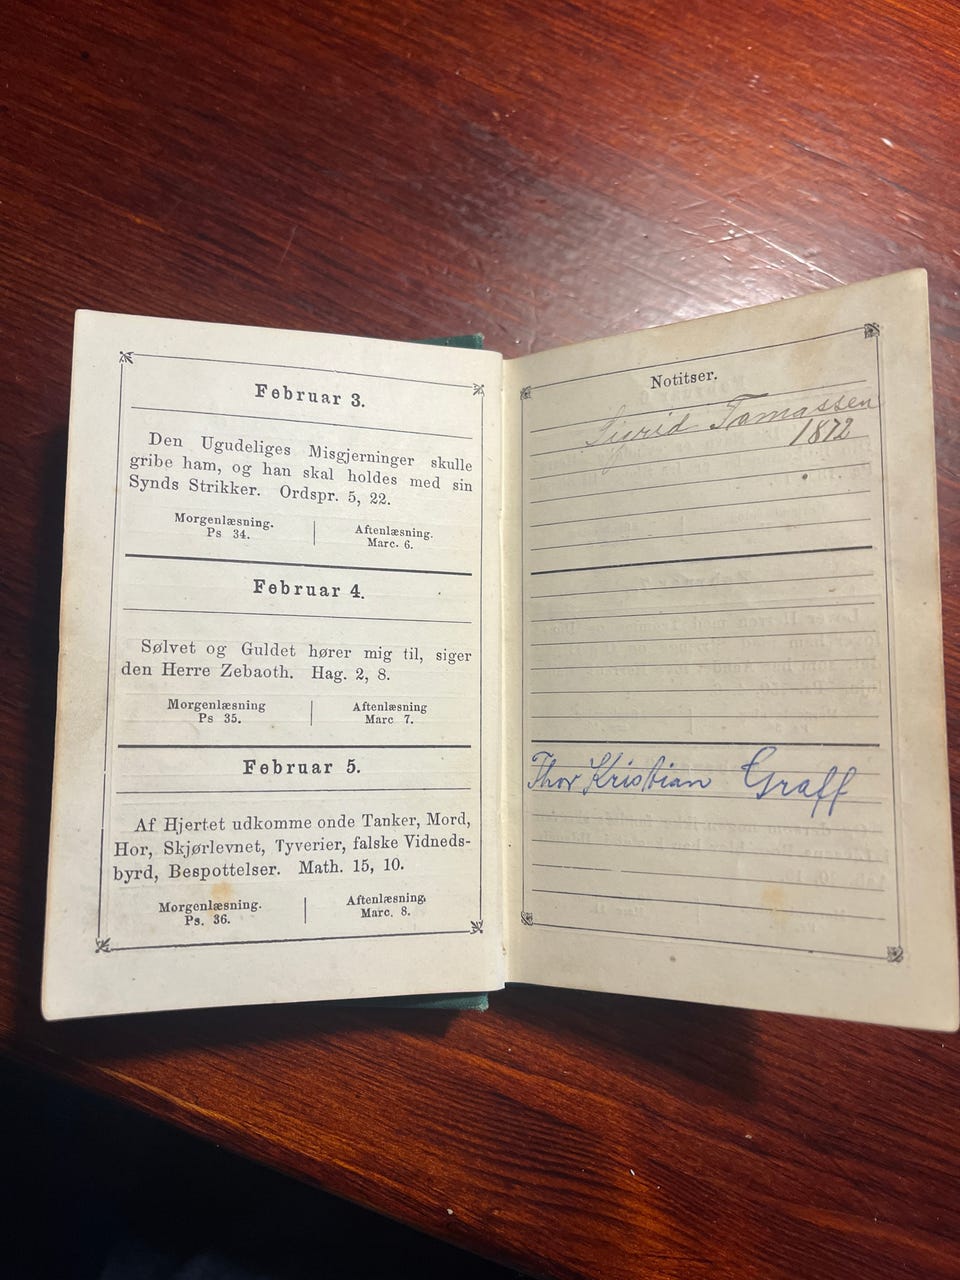 Februar 3.
Den Ugudeliges Misgjerninger skulle
gribe ham, og han skal holdes med sin
Synds Strikker. Ordspr. 5, 22.
Morgenlæsning.
Ps 34.
Aftenlæsning.
Marc. 6.
Februar 4.
Sølvet og Guldet hører mig til, siger
den Herre Zebaoth. Hag. 2, 8.
Morgenlæsning
Ps 35.
Aftenlæsning
Marc 7.
Februar 5.
Af Hjertet udkomme onde Tanker, Mord,
Hor, Skjørlevnet, Tyverier, falske Vidneds-
byrd, Bespottelser. Math. 15, 10.
Morgenlæsning.
Ps. 36.
Aftenlæsning.
Marc. 8.
Notitser.
Sigrid Tamassen
1872
Thor Kristian Graff